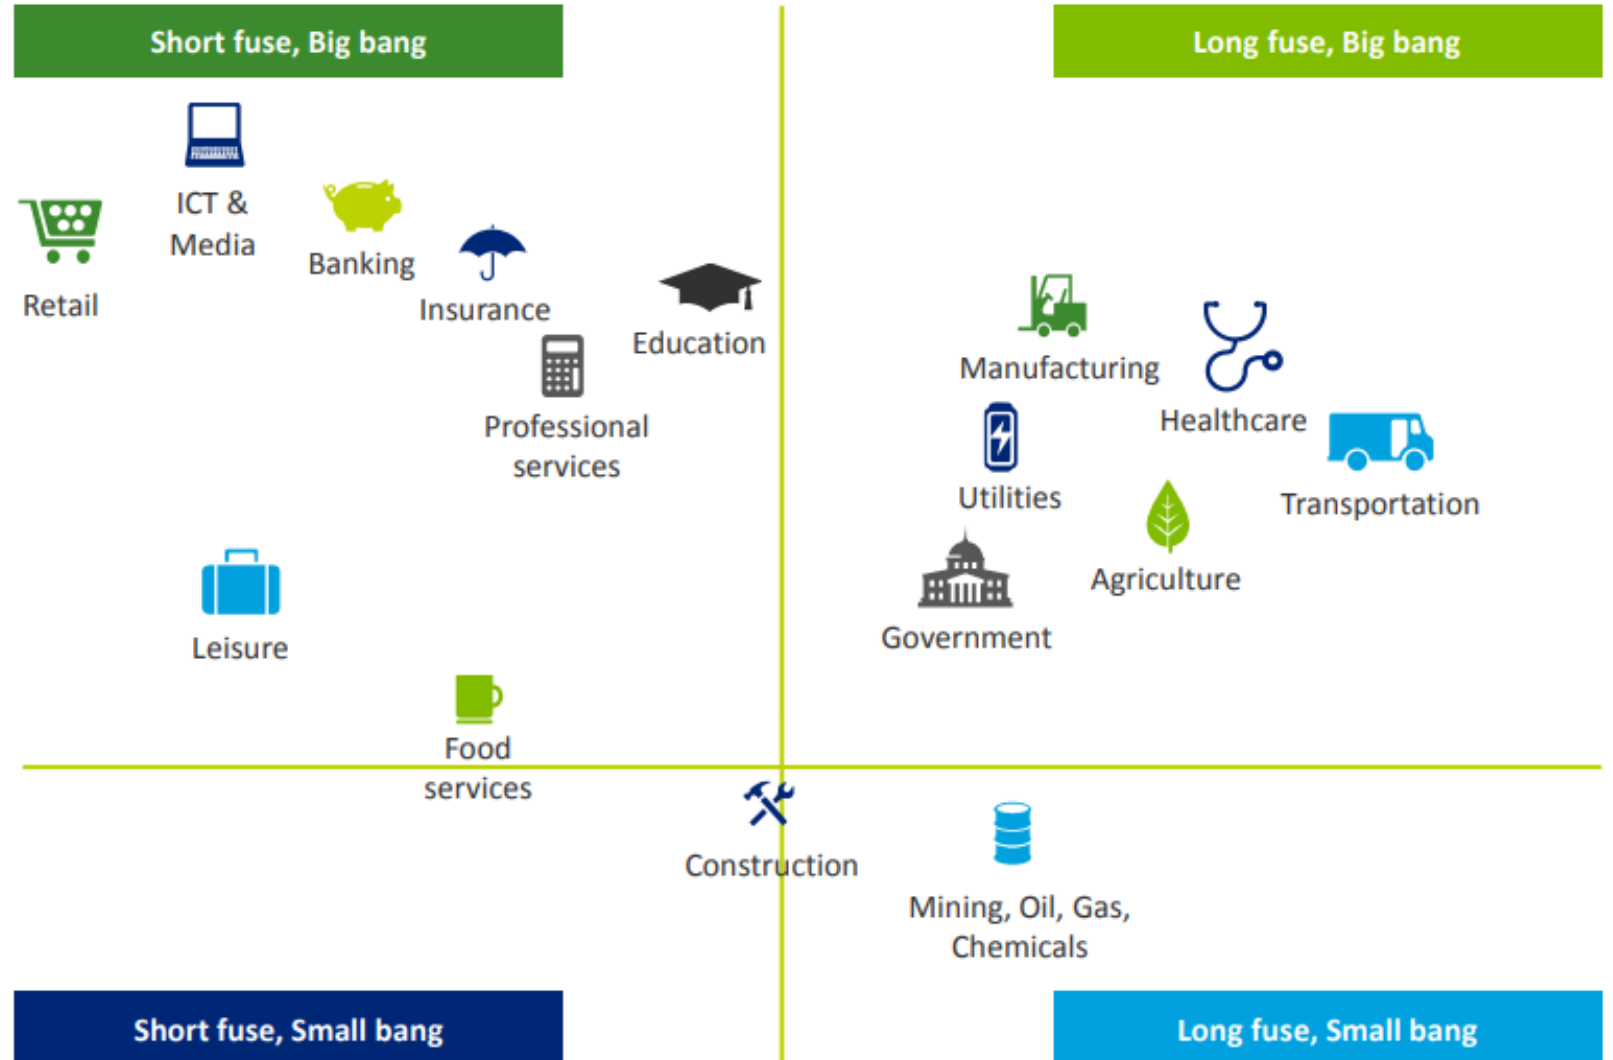 Short fuse, Big bang
Long fuse, Big bang
ICT &
Media
Banking
Retail
Insurance
Education
Professional
services
Manufacturing
Healthcare
Utilities
Transportation
Agriculture
Government
Leisure
Food
services
Construction
Mining, Oil, Gas,
Chemicals
Short fuse, Small bang
Long fuse, Small bang